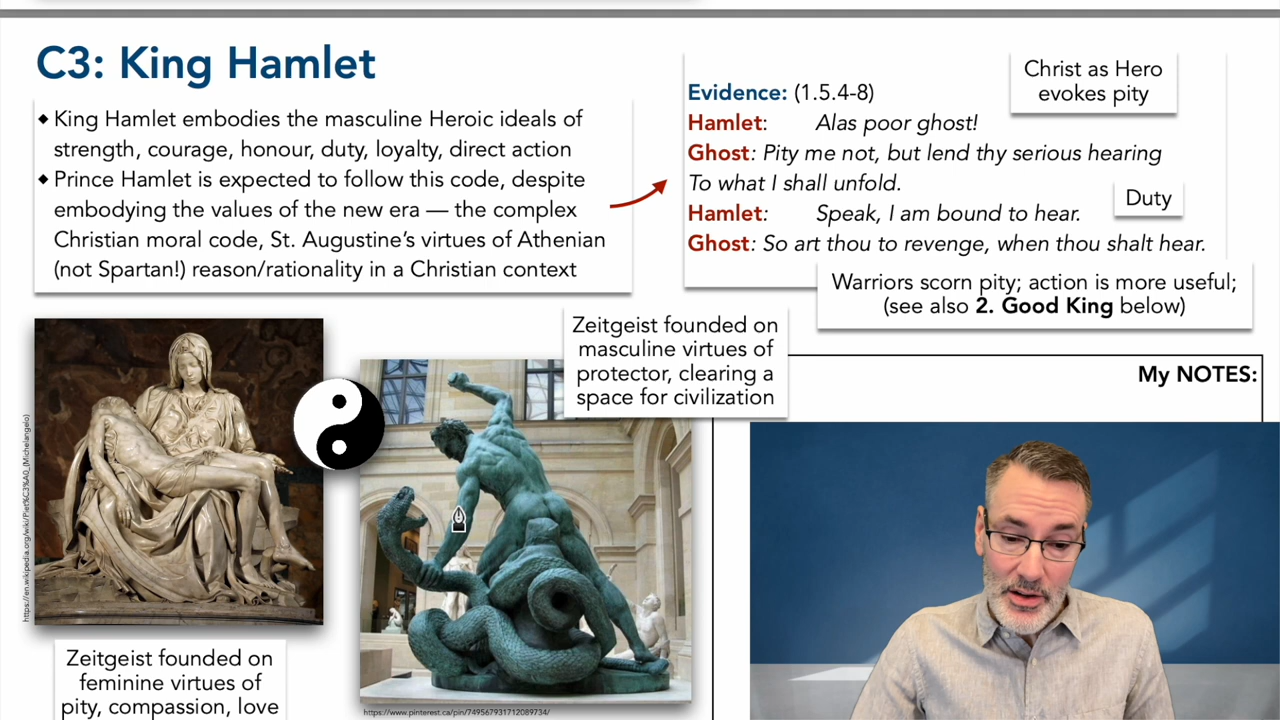 C3: King Hamlet
◆ King Hamlet embodies the masculine Heroic ideals of
strength, courage, honour, duty, loyalty, direct action
◆ Prince Hamlet is expected to follow this code, despite
embodying the values of the new era — the complex
Christian moral code, St. Augustine's virtues of Athenian
(not Spartan!) reason/rationality in a Christian context
Christ as Hero
evokes pity
Evidence: (1.5.4-8)
Hamlet: Alas poor ghost!
Ghost: Pity me not, but lend thy serious hearing
To what I shall unfold.
Duty
Hamlet: Speak, I am bound to hear.
Ghost: So art thou to revenge, when thou shalt hear.
Warriors scorn pity; action is more useful;
(see also 2. Good King below)
Zeitgeist founded on
masculine virtues of
protector, clearing a
space for civilization
My NOTES:
https://en.wikipedia.org/wiki/Piet%C3%A0_(Michelangelo)
Zeitgeist founded on
feminine virtues of
pity, compassion, love
https://www.pinterest.ca/pin/749567931712089734/